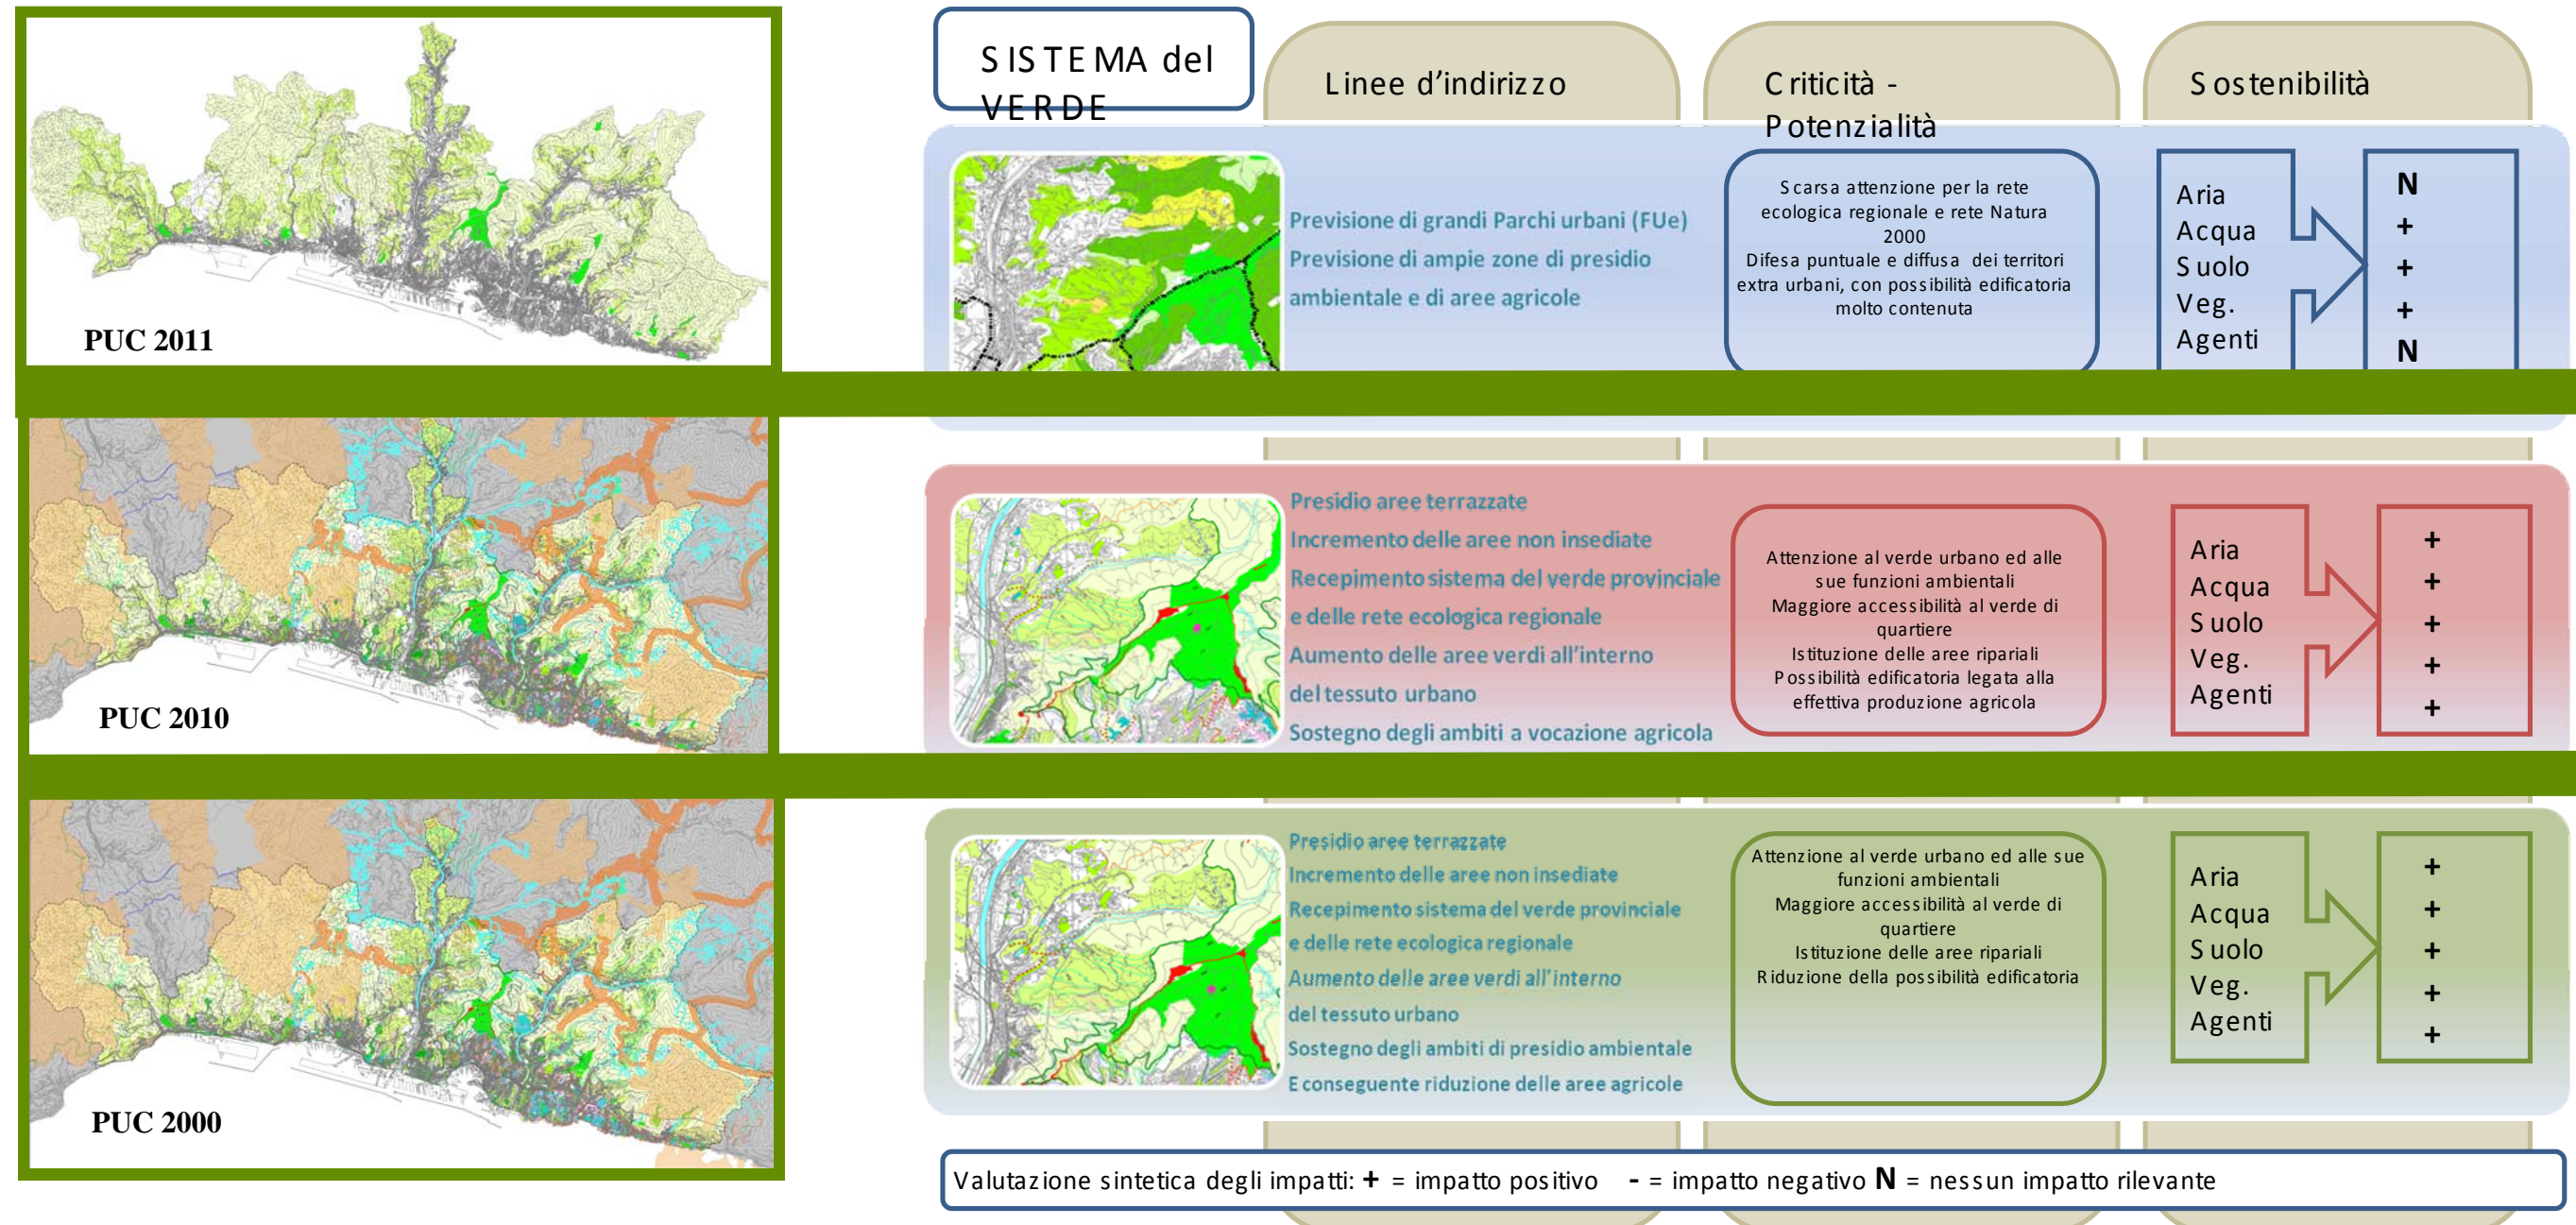 SISTEMA del
VERDE
Linee d'indirizzo
Criticità -
Potenzialità
Sostenibilità
PUC 2011
Previsione di grandi Parchi urbani (FUe)
Previsione di ampie zone di presidio
ambientale e di aree agricole
Scarsa attenzione per la rete
ecologica regionale e rete Natura
2000
Difesa puntuale e diffusa dei territori
extra urbani, con possibilità edificatoria
molto contenuta
Aria
Acqua
Suolo
Veg.
Agenti
N
+
+
+
N
PUC 2010
Presidio aree terrazzate
Incremento delle aree non insediate
Recepimento sistema del verde provinciale
e delle rete ecologica regionale
Aumento delle aree verdi all'interno
del tessuto urbano
Sostegno degli ambiti a vocazione agricola
Attenzione al verde urbano ed alle
sue funzioni ambientali
Maggiore accessibilità al verde di
quartiere
Istituzione delle aree ripariali
Possibilità edificatoria legata alla
effettiva produzione agricola
Aria
Acqua
Suolo
Veg.
Agenti
+
+
+
+
+
PUC 2000
Presidio aree terrazzate
Incremento delle aree non insediate
Recepimento sistema del verde provinciale
e delle rete ecologica regionale
Aumento delle aree verdi all'interno
del tessuto urbano
Sostegno degli ambiti di presidio ambientale
E conseguente riduzione delle aree agricole
Attenzione al verde urbano ed alle sue
funzioni ambientali
Maggiore accessibilità al verde di
quartiere
Istituzione delle aree ripariali
Riduzione della possibilità edificatoria
Aria
Acqua
Suolo
Veg.
Agenti
+
+
+
+
+
Valutazione sintetica degli impatti: + = impatto positivo - = impatto negativo N = nessun impatto rilevante